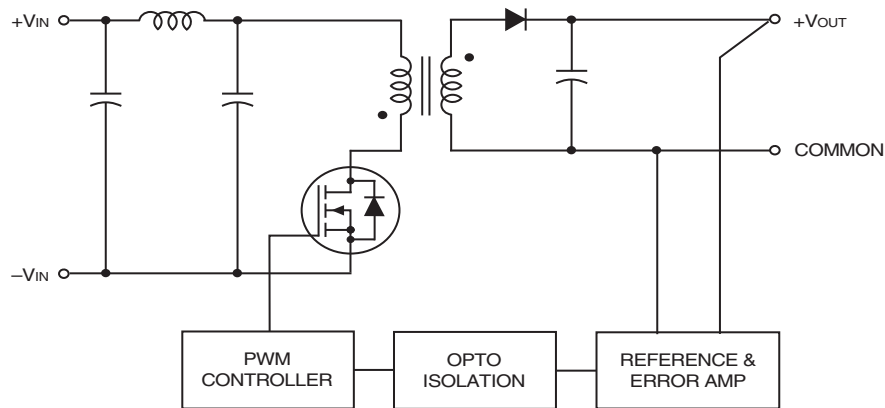 +VIN
+VOUT
COMMON
−VIN
PWM
CONTROLLER
OPTO
ISOLATION
REFERENCE &
ERROR AMP